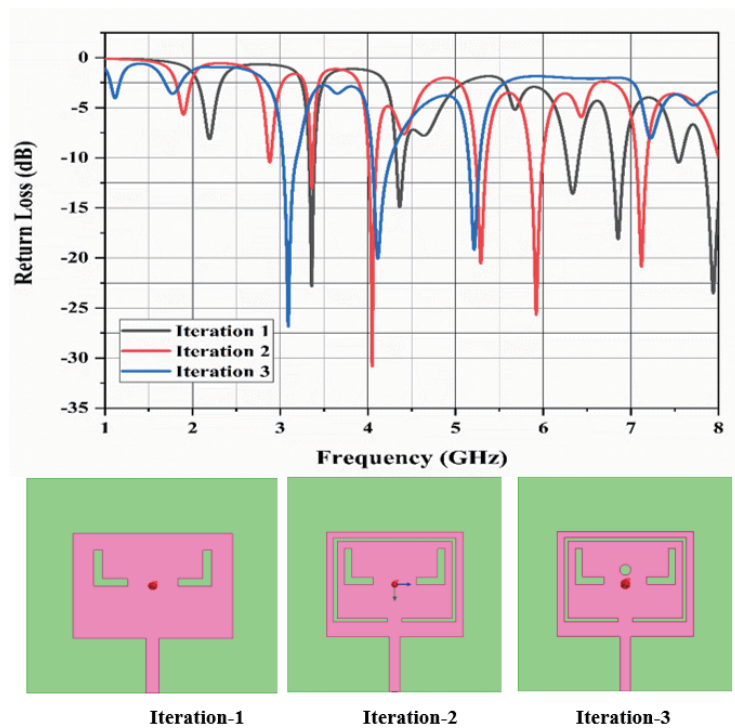 0
-5
-10
-15
-20
-25
-30
-35
Return Loss (dB)
Iteration 1
Iteration 2
Iteration 3
1 2 3 4 5 6 7 8
Frequency (GHz)
Iteration-1 Iteration-2 Iteration-3